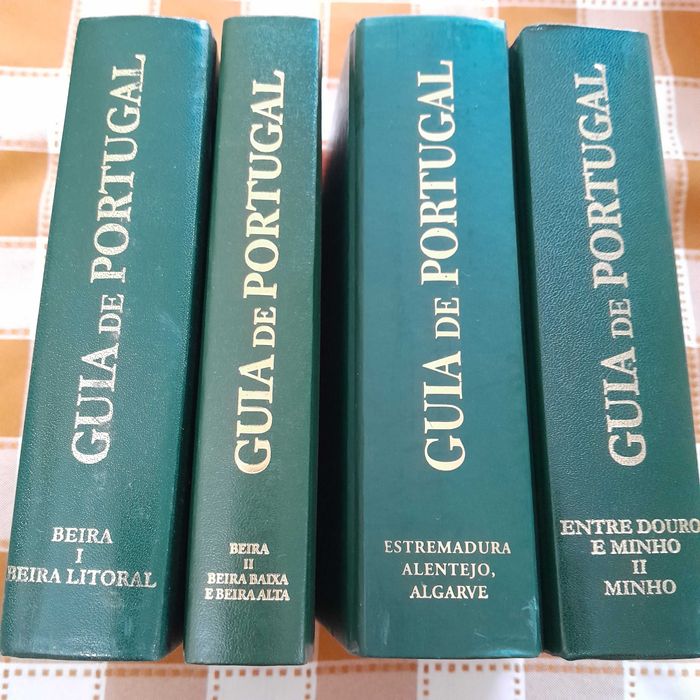 GUIA DE PORTUGAL
BEIRA
I
BEIRA LITORAL
GUIA DE PORTUGAL
BEIRA
II
BEIRA BAIXA
E BEIRA ALTA
GUIA DE PORTUGAL
ESTREMADURA
ALENTEJO,
ALGARVE
GUIA DE PORTUGAL
ENTRE DOURO
E MINHO
II
MINHO